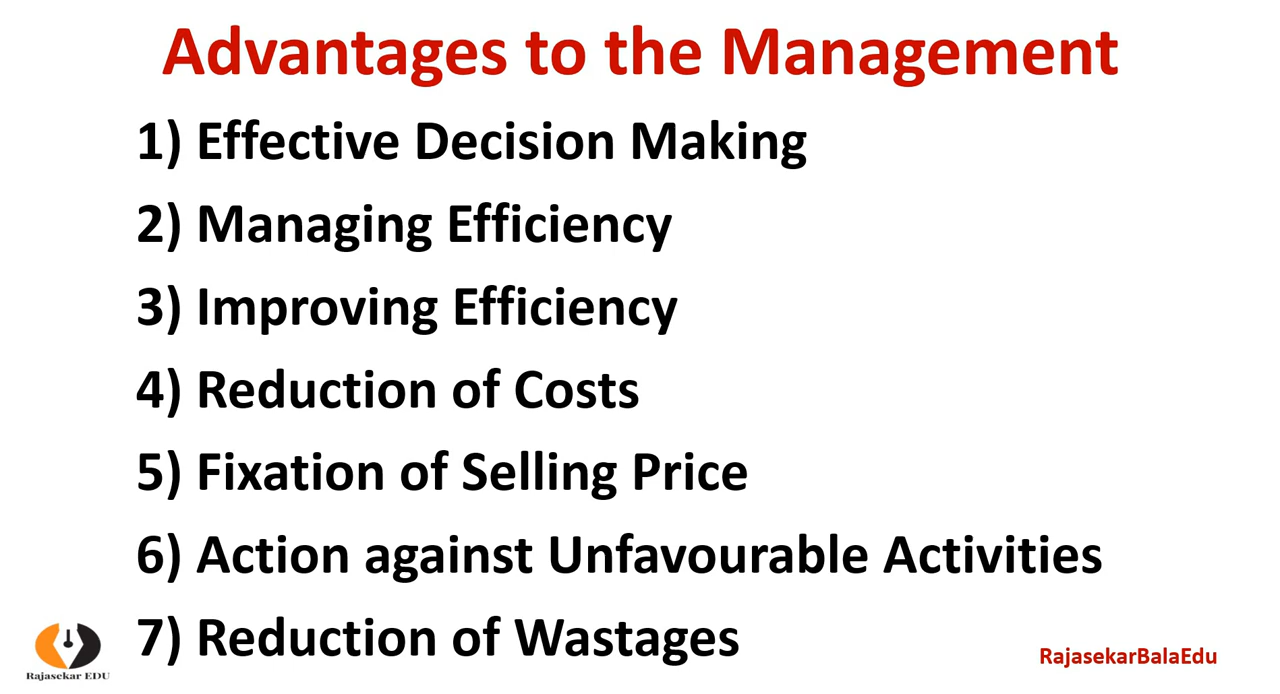 Advantages to the Management
1) Effective Decision Making
2) Managing Efficiency
3) Improving Efficiency
4) Reduction of Costs
5) Fixation of Selling Price
6) Action against Unfavourable Activities
7) Reduction of Wastages
Rajasekar EDU
RajasekarBalaEdu